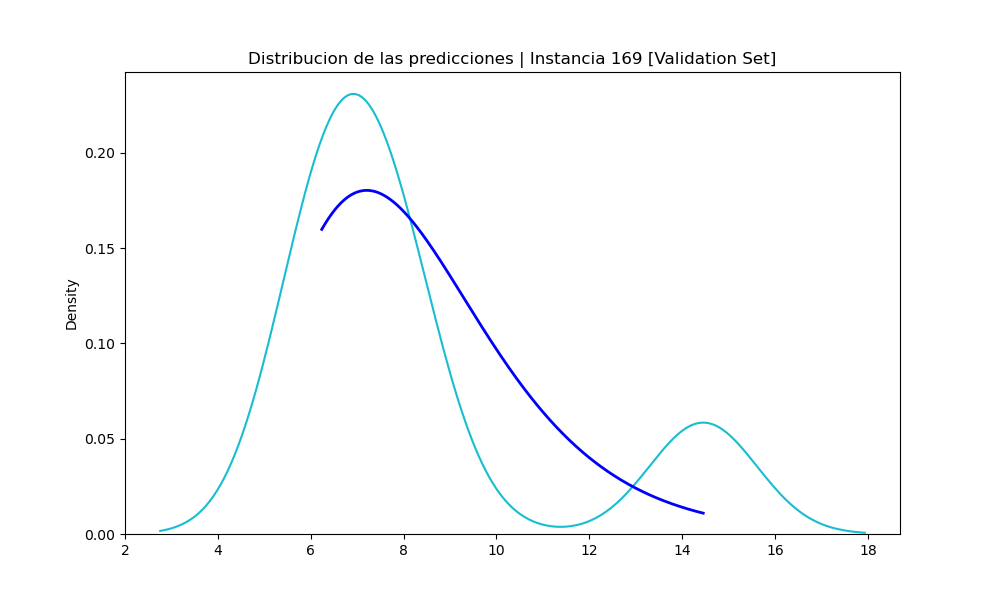 Distribucion de las predicciones | Instancia 169 [Validation Set]
Density
0.20
0.15
0.10
0.05
0.00
2 4 6 8 10 12 14 16 18